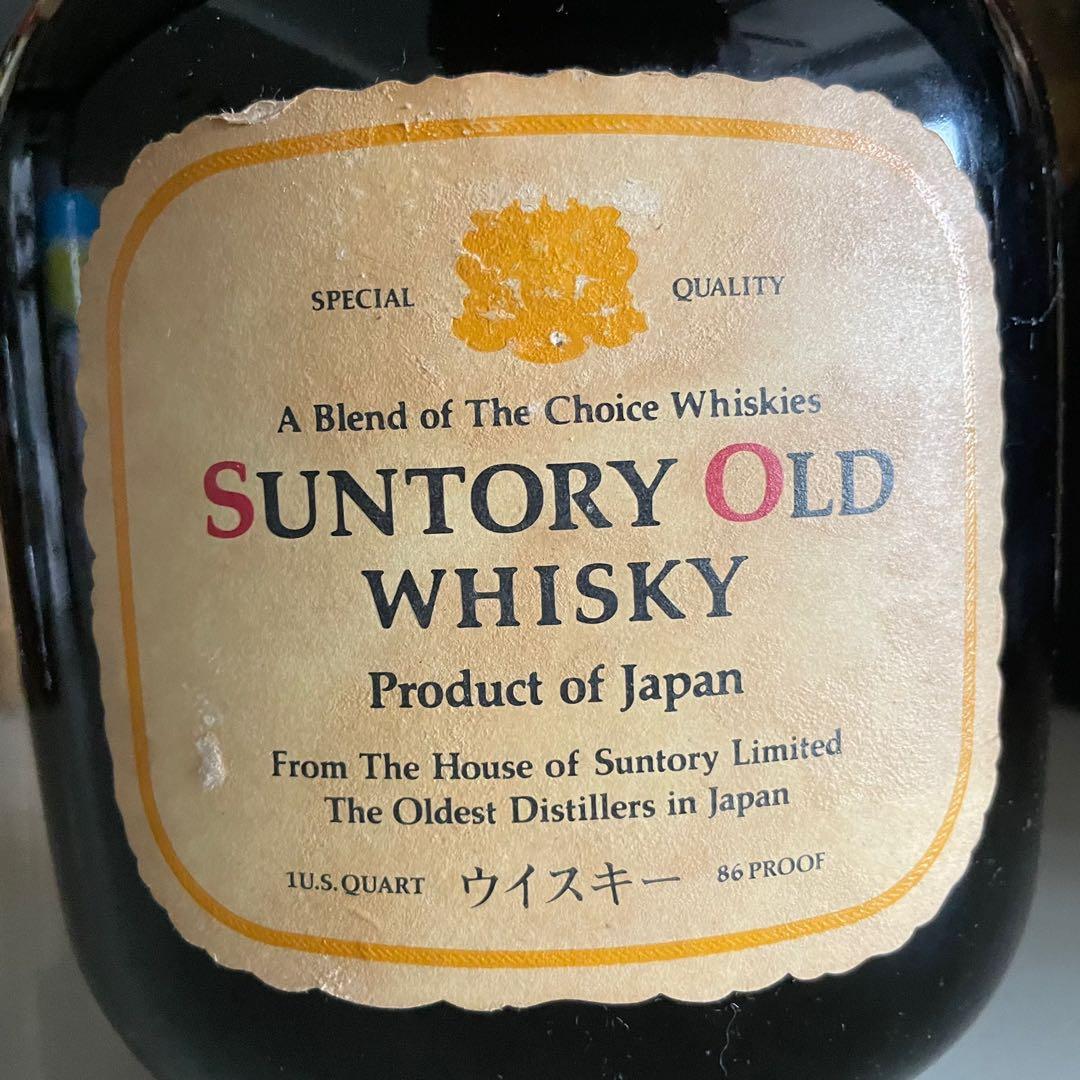 SPECIAL QUALITY
A Blend of The Choice Whiskies
SUNTORY OLD
WHISKY
Product of Japan
From The House of Suntory Limited
The Oldest Distillers in Japan
1U.S. QUART ウイスキー 86 PROOF